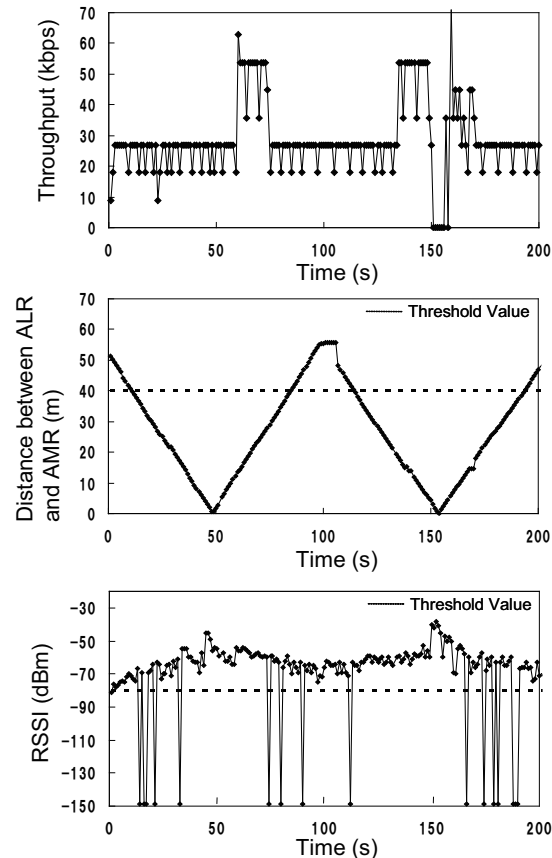 Throughput (kbps)
70
60
50
40
30
20
10
0
0 50 100 150 200
Time (s)
Distance between ALR
and AMR (m)
70
60
50
40
30
20
10
0
Threshold Value
0 50 100 150 200
Time (s)
RSSI (dBm)
-30
-50
-70
-90
-110
-130
-150
Threshold Value
0 50 100 150 200
Time (s)